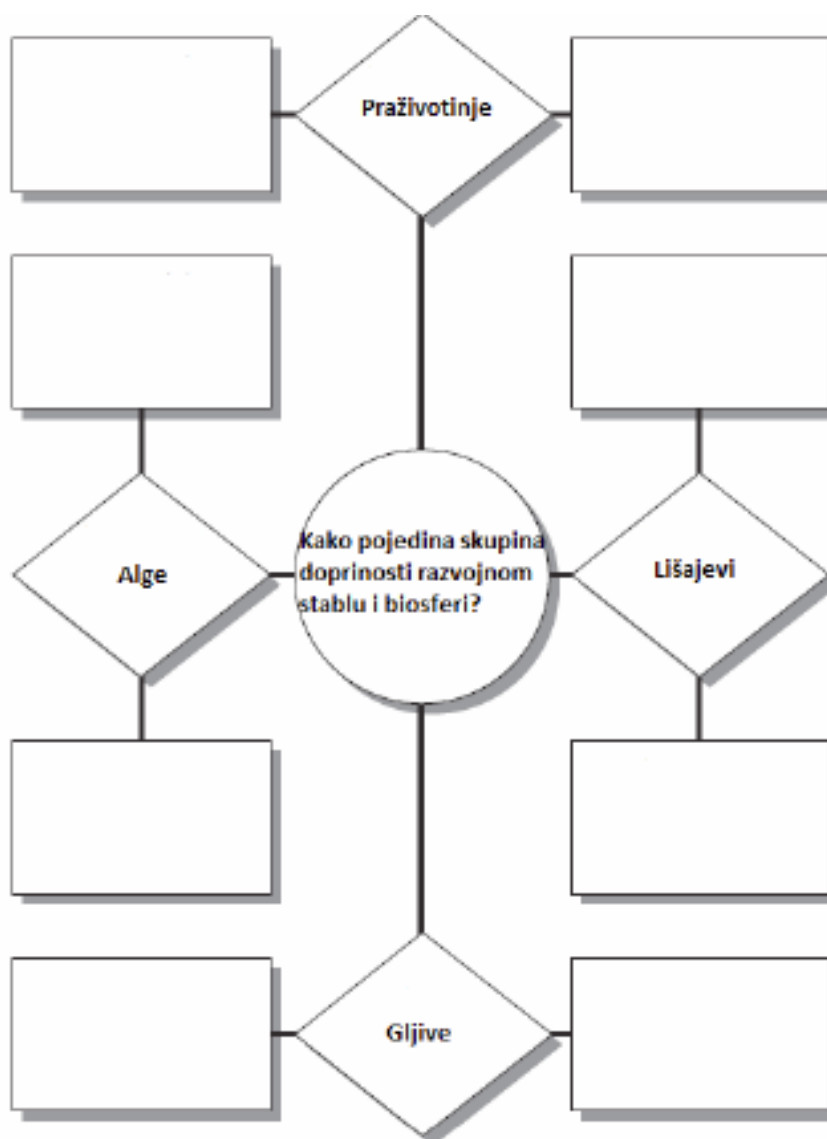 Praživotinje
Kako pojedina skupina
doprinosti razvojnom
stablu i biosferi?
Alge
Lišajevi
Gljive